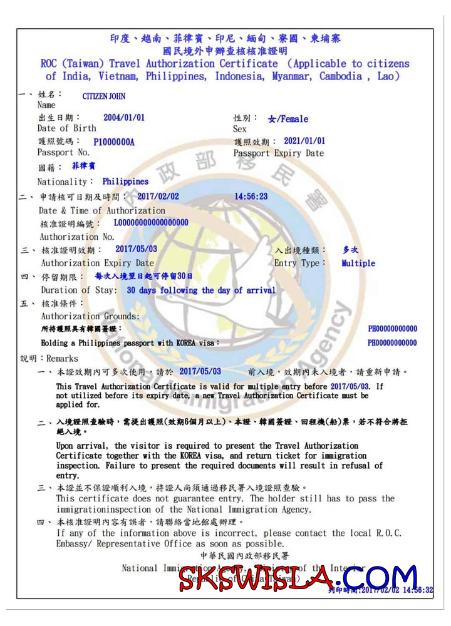 印度、越南、菲律賓、印尼、緬甸、寮國、柬埔寨
國民境外申辦查核核准證明
ROC (Taiwan) Travel Authorization Certificate (Applicable to citizens
of India, Vietnam, Philippines, Indonesia, Myanmar, Cambodia , Lao)
一、姓名： CITIZEN JOHN
Name
出生日期： 2004/01/01 性別： 女/Female
Date of Birth Sex
護照號碼： P1000000A 護照效期： 2021/01/01
Passport No. Passport Expiry Date
國籍： 菲律賓
Nationality： Philippines
二、申請核可日期及時間： 2017/02/02 14:56:23
Date & Time of Authorization
核准證明編號： L00000000000000000
Authorization No.
三、核准證明效期： 2017/05/03 入出境種類： 多次
Authorization Expiry Date Entry Type： Multiple
四、停留期限： 每次入境翌日起可停留30日
Duration of Stay: 30 days following the day of arrival
五、核准條件：
Authorization Grounds:
所持護照具有韓國簽證： PH00000000000
Holding a Philippines passport with KOREA visa： PH00000000000
說明：Remarks
一、本證效期內可多次使用，請於 2017/05/03 前入境，效期內未入境者，請重新申請。
This Travel Authorization Certificate is valid for multiple entry before 2017/05/03. If
not utilized before its expiry date, a new Travel Authorization Certificate must be
applied for.
二、入境證照查驗時，需提出護照(效期6個月以上)、本證、韓國簽證、回程機(船)票，若不符合將拒
絕入境。
Upon arrival, the visitor is required to present the Travel Authorization
Certificate together with the KOREA visa, and return ticket for immigration
inspection. Failure to present the required documents will result in refusal of
entry.
三、本證並不保證順利入境，持證人尚須通過移民署入境證照查驗。
This certificate does not guarantee entry. The holder still has to pass the
immigrationinspection of the National Immigration Agency.
四、本核准證明內容有誤者，請聯絡當地館處辦理。
If any of the information above is incorrect, please contact the local R.O.C.
Embassy/ Representative Office as soon as possible.
中華民國內政部移民署
National Immigration Agency, Ministry of the Interior
Republic of China (Taiwan)
SKSWISLA.COM
列印時間:2017/02/02 14:56:32
內政部移民署
National Immigration Agency